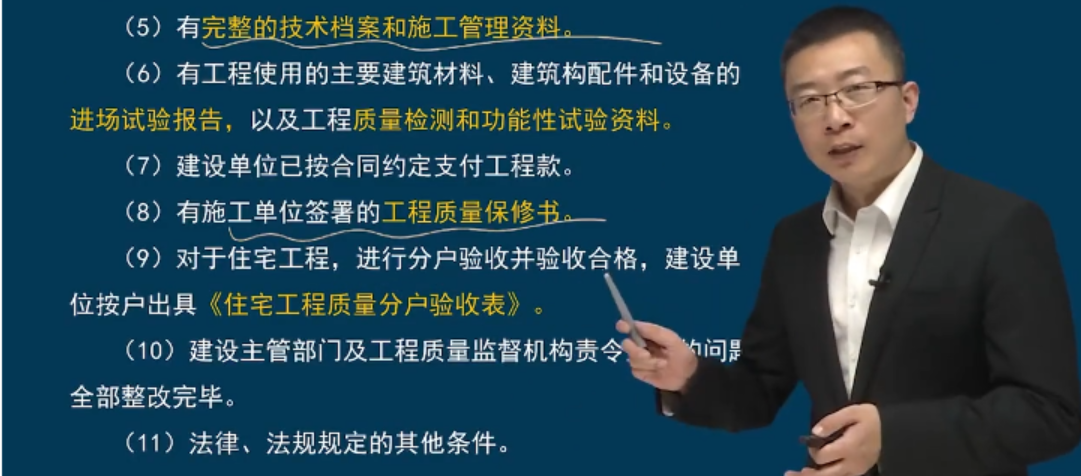 （5）有完整的技术档案和施工管理资料。
（6）有工程使用的主要建筑材料、建筑构配件和设备的
进场试验报告，以及工程质量检测和功能性试验资料。
（7）建设单位已按合同约定支付工程款。
（8）有施工单位签署的工程质量保修书。
（9）对于住宅工程，进行分户验收并验收合格，建设单
位按户出具《住宅工程质量分户验收表》。
（10）建设主管部门及工程质量监督机构责令的问题
全部整改完毕。
（11）法律、法规规定的其他条件。